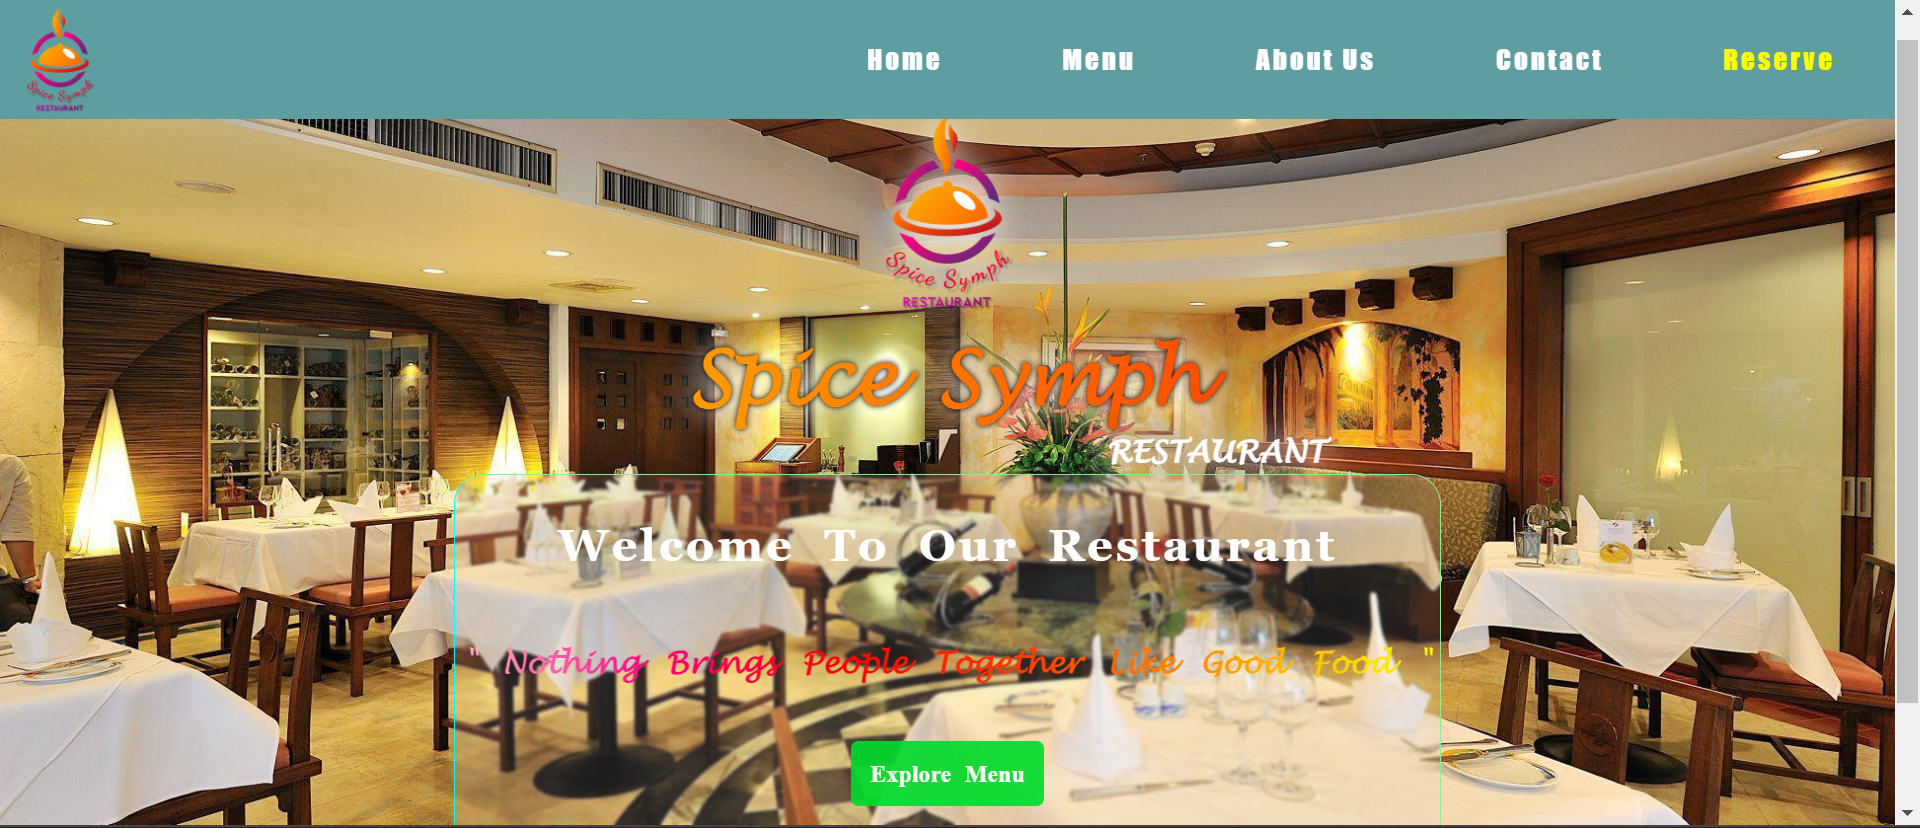 Spice Symph
RESTAURANT
Home Menu About Us Contact Reserve
Spice Symph
RESTAURANT
Spice Symph
RESTAURANT
Welcome To Our Restaurant
" Nothing Brings People Together Like Good Food "
Explore Menu